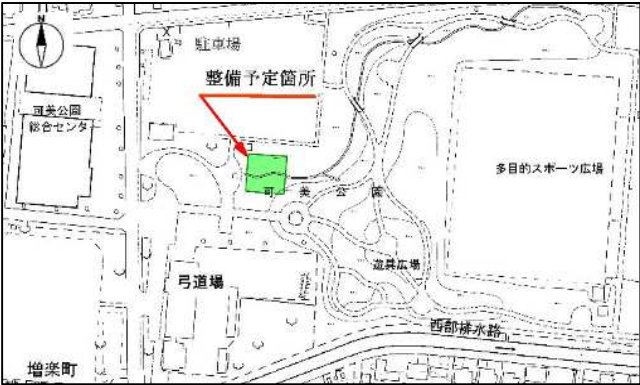 駐車場
整備予定箇所
可美公園
総合センター
多目的スポーツ広場
可美公園
遊具広場
弓道場
西部排水路
増楽町